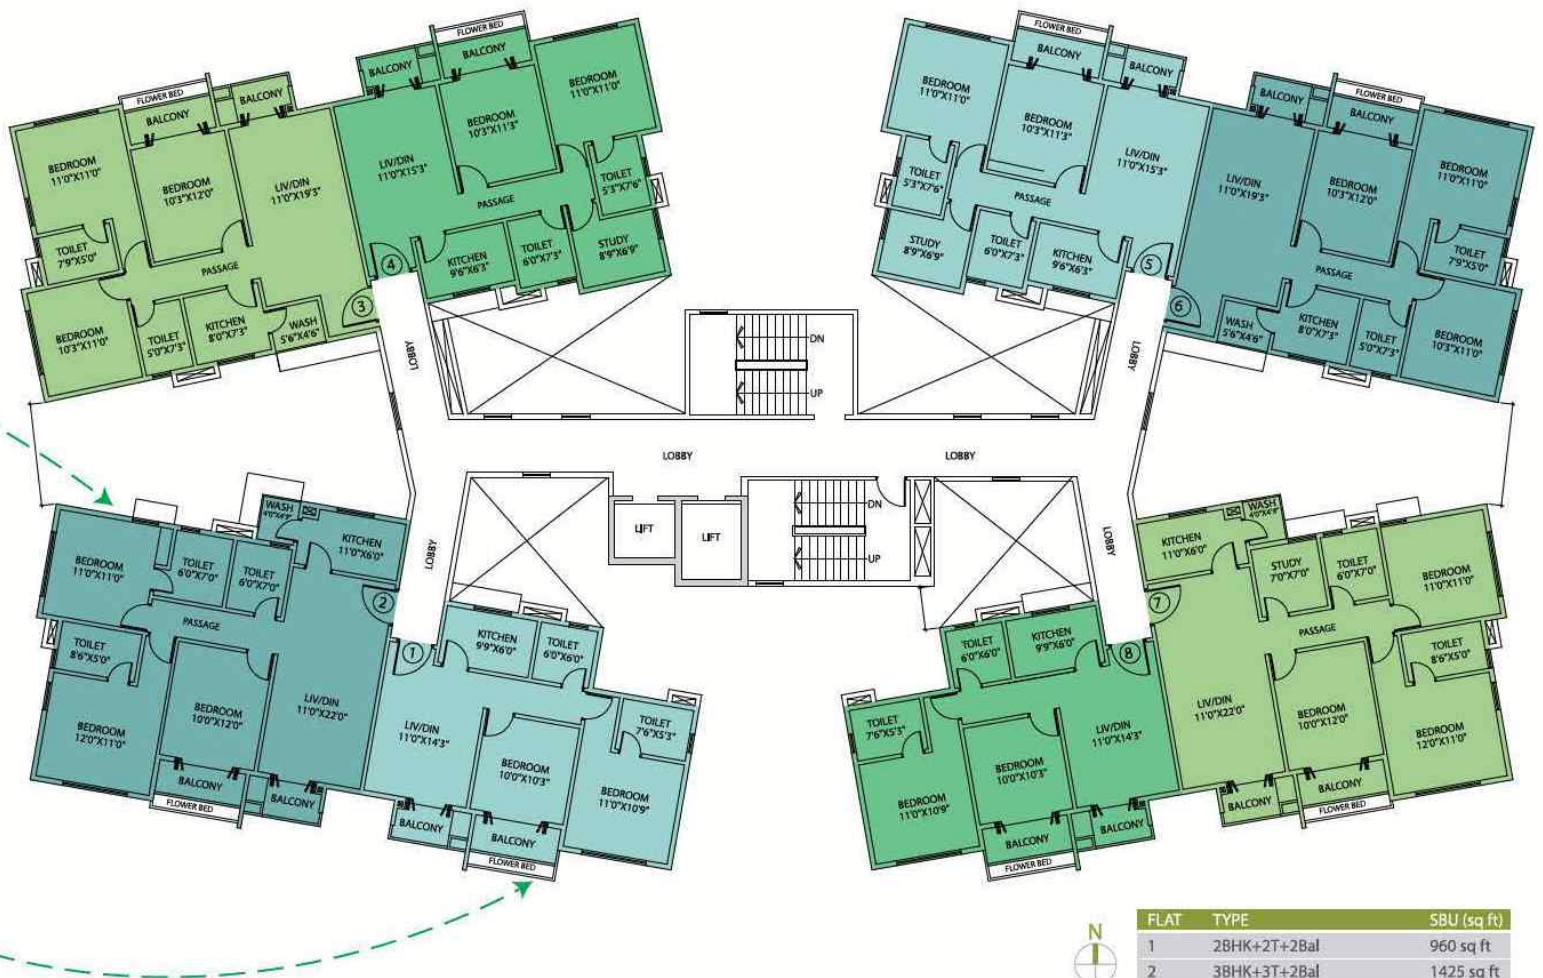 FLOWER BED
BALCONY
BALCONY
BEDROOM
11'0"X11'0"
BEDROOM
10'3"X11'3"
LIV/DIN
11'0"X15'3"
TOILET
5'3"X7'6"
PASSAGE
KITCHEN
9'6"X6'3"
TOILET
6'0"X7'3"
STUDY
8'9"X6'9"
4
FLOWER BED
BALCONY
BALCONY
BEDROOM
11'0"X11'0"
BEDROOM
10'3"X12'0"
LIV/DIN
11'0"X19'3"
TOILET
7'9"X5'0"
PASSAGE
BEDROOM
10'3"X11'0"
TOILET
5'0"X7'3"
KITCHEN
8'0"X7'3"
WASH
5'6"X4'6"
3
FLOWER BED
BALCONY
BALCONY
BEDROOM
11'0"X11'0"
BEDROOM
10'3"X11'3"
LIV/DIN
11'0"X15'3"
TOILET
5'3"X7'6"
PASSAGE
STUDY
8'9"X6'9"
TOILET
6'0"X7'3"
KITCHEN
9'6"X6'3"
5
BALCONY
FLOWER BED
BALCONY
BEDROOM
11'0"X11'0"
BEDROOM
10'3"X12'0"
LIV/DIN
11'0"X19'3"
TOILET
7'9"X5'0"
PASSAGE
WASH
5'6"X4'6"
KITCHEN
8'0"X7'3"
TOILET
5'0"X7'3"
BEDROOM
10'3"X11'0"
6
LOBBY
DN
UP
LOBBY
LOBBY
LOBBY
LIFT
LIFT
DN
UP
LOBBY
LOBBY
WASH
4'0"X4'9"
KITCHEN
11'0"X6'0"
BEDROOM
11'0"X11'0"
TOILET
6'0"X7'0"
TOILET
6'0"X7'0"
2
PASSAGE
TOILET
8'6"X5'0"
BEDROOM
12'0"X11'0"
BEDROOM
10'0"X12'0"
LIV/DIN
11'0"X22'0"
BALCONY
BALCONY
FLOWER BED
1
KITCHEN
9'9"X6'0"
TOILET
6'0"X6'0"
LIV/DIN
11'0"X14'3"
TOILET
7'6"X5'3"
BEDROOM
10'0"X10'3"
BEDROOM
11'0"X10'9"
BALCONY
BALCONY
FLOWER BED
TOILET
6'0"X6'0"
KITCHEN
9'9"X6'0"
8
TOILET
7'6"X5'3"
LIV/DIN
11'0"X14'3"
BEDROOM
10'0"X10'3"
BEDROOM
11'0"X10'9"
BALCONY
BALCONY
FLOWER BED
WASH
4'0"X4'9"
KITCHEN
11'0"X6'0"
STUDY
7'0"X7'0"
TOILET
6'0"X7'0"
BEDROOM
11'0"X11'0"
7
PASSAGE
TOILET
8'6"X5'0"
LIV/DIN
11'0"X22'0"
BEDROOM
10'0"X12'0"
BEDROOM
12'0"X11'0"
BALCONY
BALCONY
FLOWER BED
N
FLAT TYPE SBU (sq ft)
1 2BHK+2T+2Bal 960 sq ft
2 3BHK+3T+2Bal 1425 sq ft